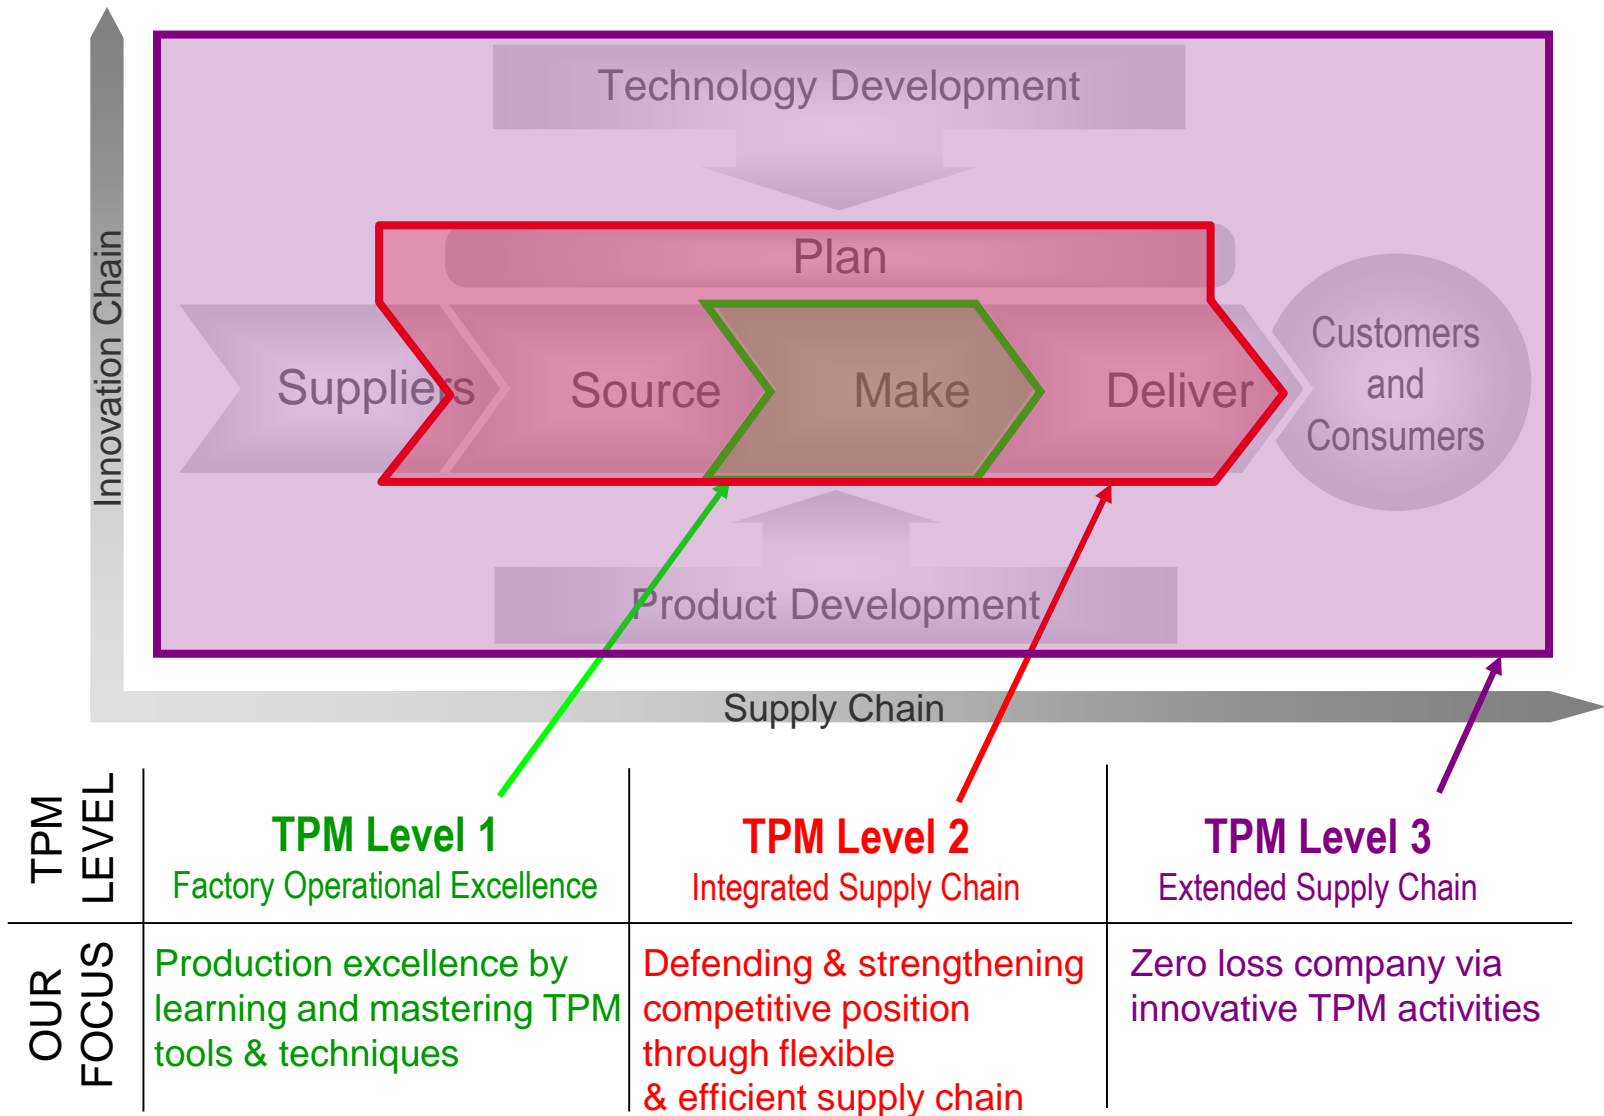 Technology Development
Innovation Chain
Plan
Suppliers
Source
Make
Deliver
Customers
and
Consumers
Product Development
Supply Chain
TPM
LEVEL
TPM Level 1
Factory Operational Excellence
TPM Level 2
Integrated Supply Chain
TPM Level 3
Extended Supply Chain
OUR
FOCUS
Production excellence by
learning and mastering TPM
tools & techniques
Defending & strengthening
competitive position
through flexible
& efficient supply chain
Zero loss company via
innovative TPM activities